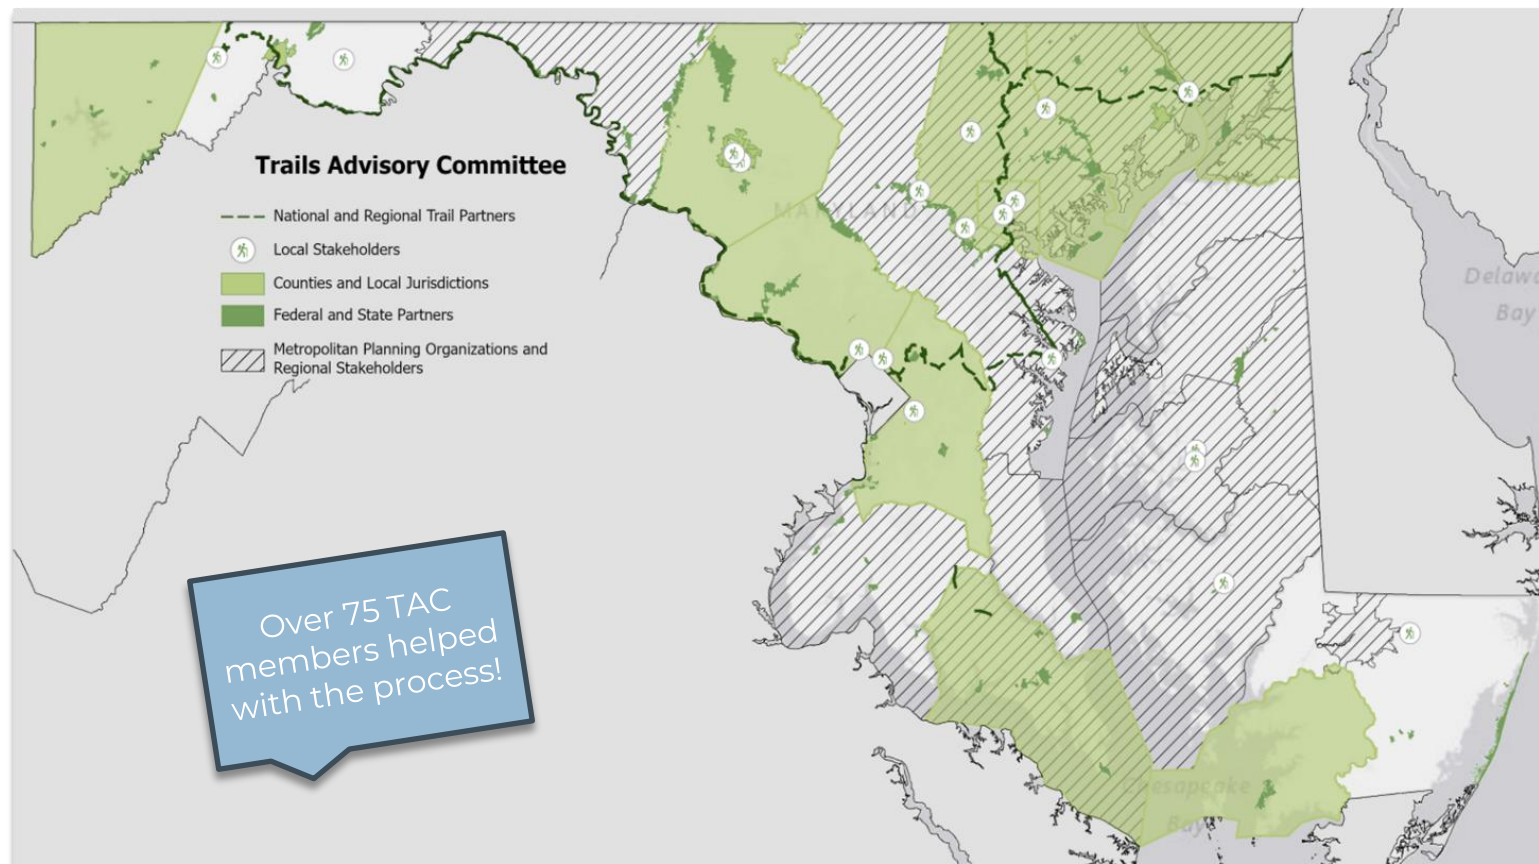 Trails Advisory Committee
National and Regional Trail Partners
Local Stakeholders
Counties and Local Jurisdictions
Federal and State Partners
Metropolitan Planning Organizations and
Regional Stakeholders
MARYLAND
Delawa
Bay
Over 75 TAC
members helped
with the process!
Chesapeake
Bay